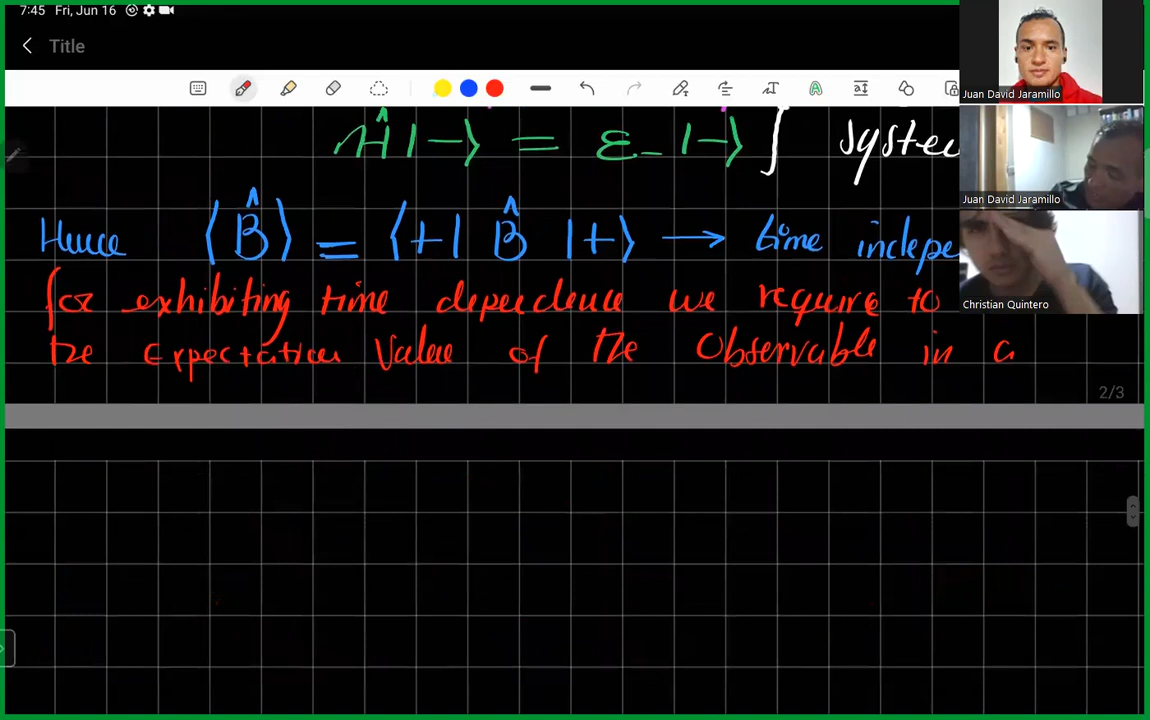 7:45 Fri, Jun 16
Title
Ĥ|−⟩ = ε₋ |−⟩ } system
Hence ⟨B̂⟩ = ⟨+| B̂ |+⟩ → time indepe
for exhibiting time dependence we require to
the Expectation Value of the Observable in a
2/3
Juan David Jaramillo
Juan David Jaramillo
Christian Quintero